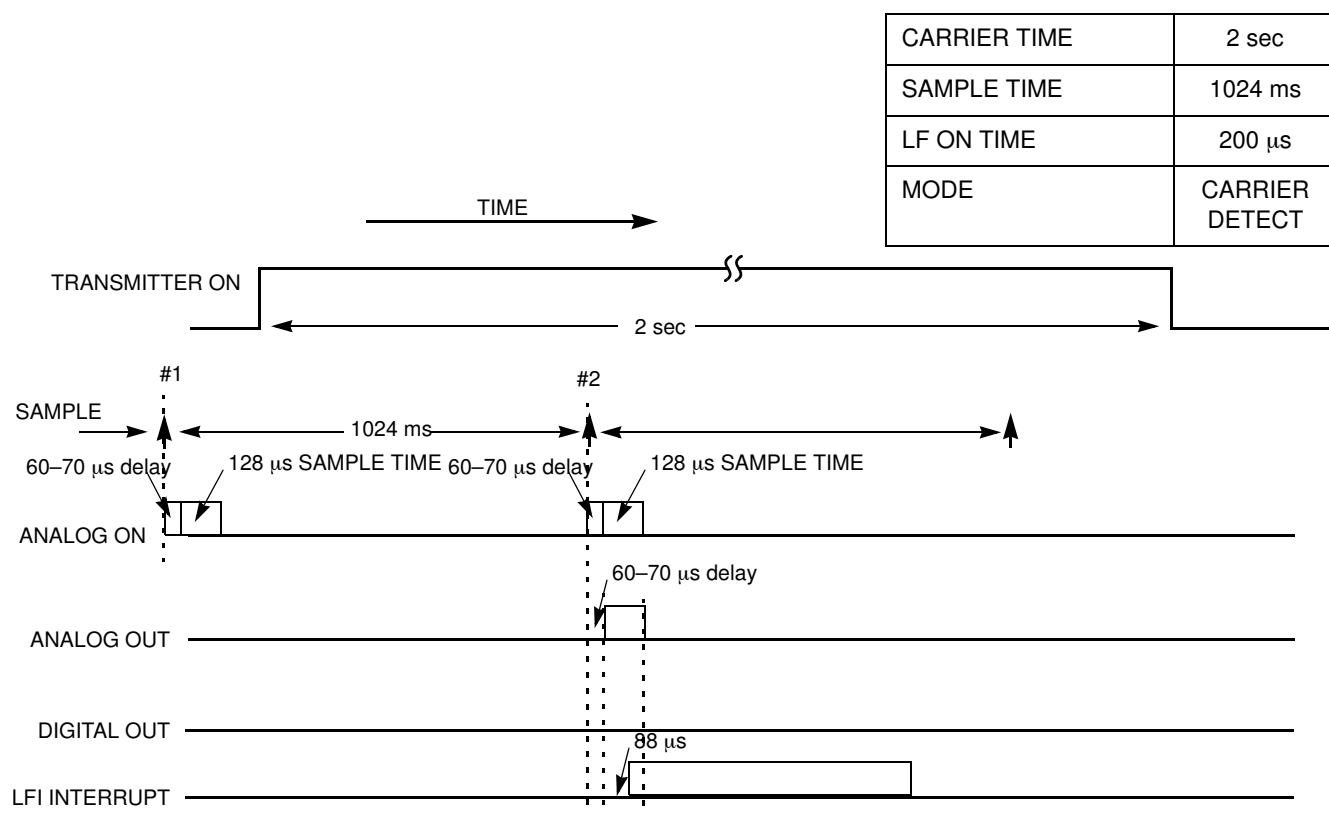 CARRIER TIME 2 sec
SAMPLE TIME 1024 ms
LF ON TIME 200 μs
MODE CARRIER
DETECT
TIME
TRANSMITTER ON
2 sec
#1
#2
SAMPLE
1024 ms
60–70 μs delay
128 μs SAMPLE TIME
60–70 μs delay
128 μs SAMPLE TIME
ANALOG ON
60–70 μs delay
ANALOG OUT
DIGITAL OUT
88 μs
LFI INTERRUPT